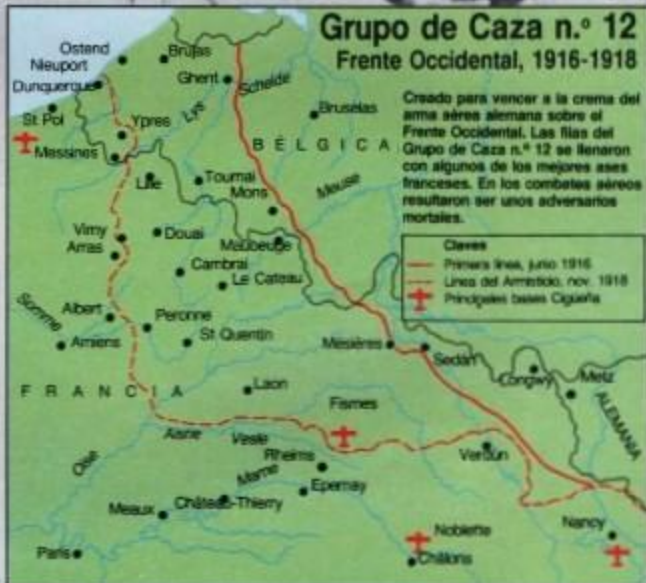 Grupo de Caza n.º 12
Frente Occidental, 1916-1918
Creado para vencer a la crema del
arma aérea alemana sobre el
Frente Occidental. Las filas del
Grupo de Caza n.º 12 se llenaron
con algunos de los mejores ases
franceses. En los combates aéreos
resultaron ser unos adversarios
mortales.
Claves
Primera línea, junio 1916
Línea del Armisticio, nov. 1918
Principales bases Cigüeña
Ostend
Brujas
Nieuport
Dunquerque
Ghent
Schelde
St Pol
Ypres
Lys
Bruselas
Messines
BÉLGICA
Lille
Tournai
Mons
Meuse
Vimy
Douai
Maubeuge
Arras
Cambrai
Le Cateau
Somme
Albert
Peronne
Amiens
St Quentin
Mesiéres
Sedan
Longwy
Metz
FRANCIA
Laon
Fismes
ALEMANIA
Aisne
Vesle
Verdun
Oise
Rheims
Marne
Epernay
Meaux
Château-Thierry
Noblette
Nancy
Paris
Châlons